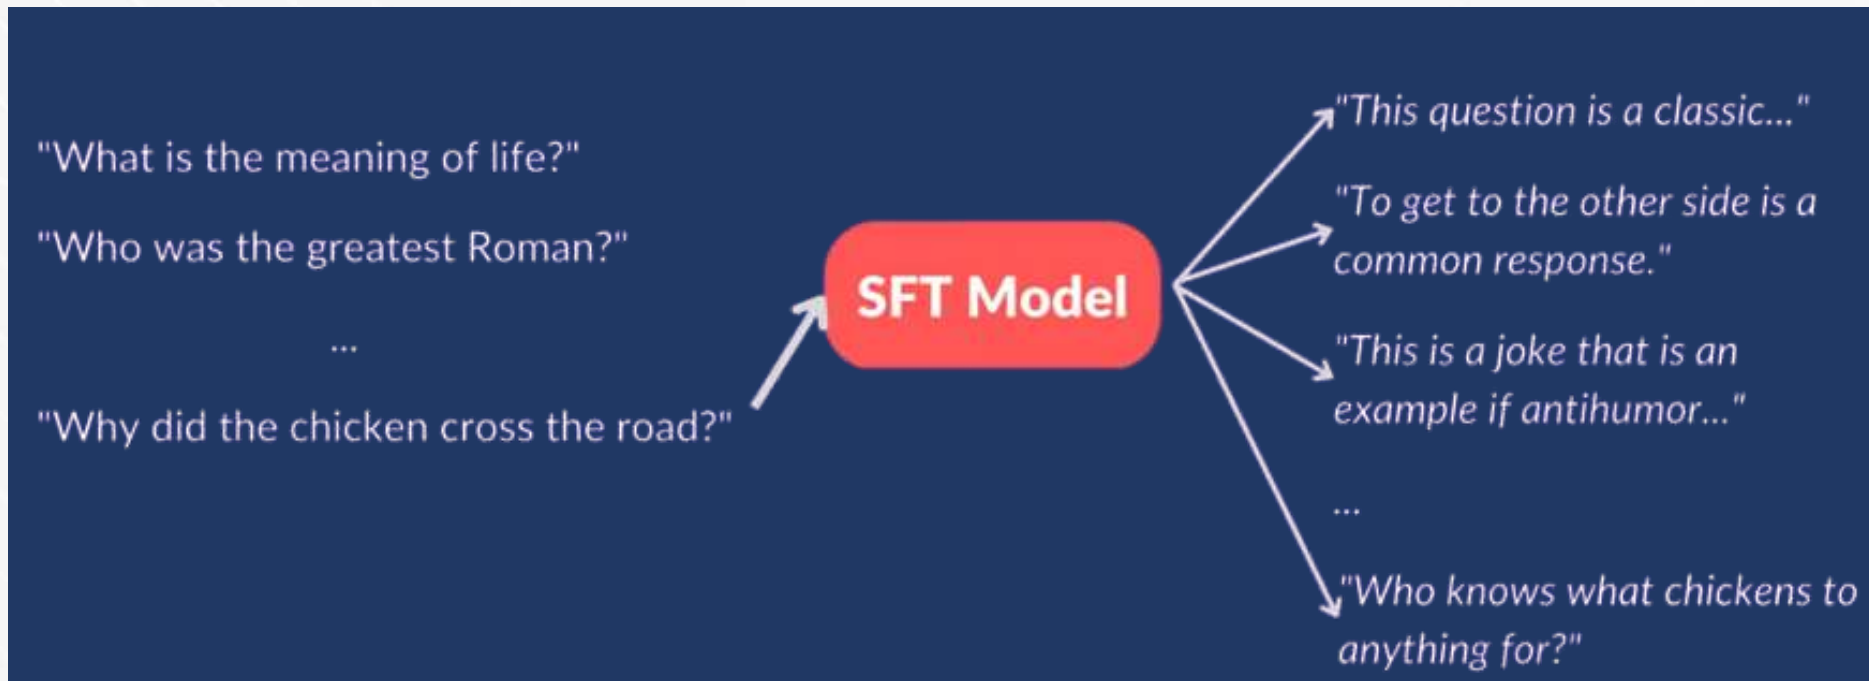 "What is the meaning of life?"
"Who was the greatest Roman?"
...
"Why did the chicken cross the road?"
SFT Model
"This question is a classic..."
"To get to the other side is a
common response."
"This is a joke that is an
example if antihumor..."
...
"Who knows what chickens to
anything for?"